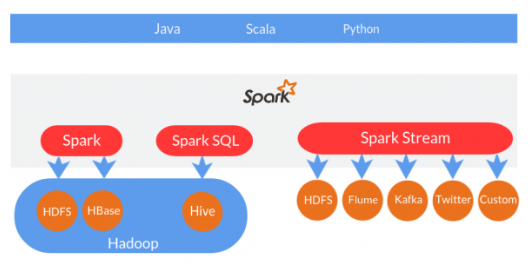 Java Scala Python
Spark
Spark Spark SQL Spark Stream
HDFS HBase Hive HDFS Flume Kafka Twitter Custom
Hadoop